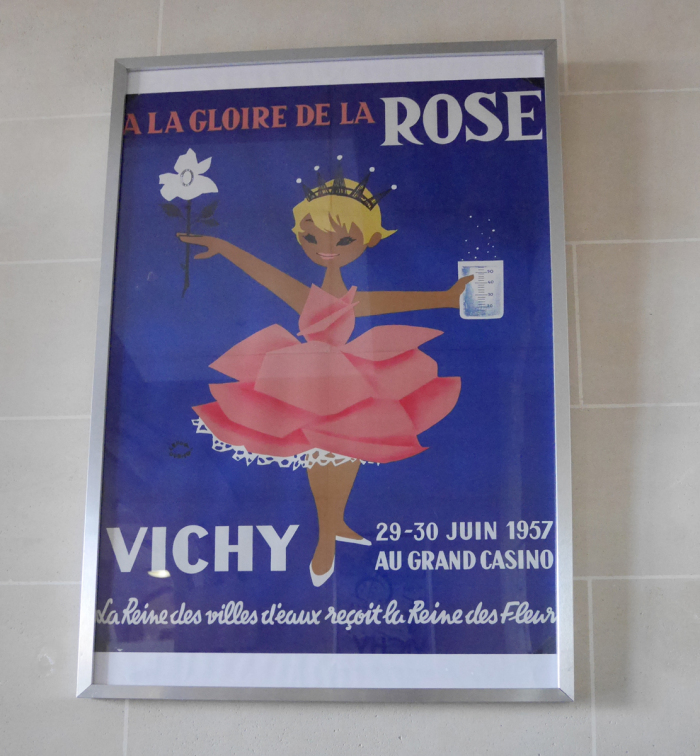 A LA GLOIRE DE LA ROSE
VICHY
29-30 JUIN 1957
AU GRAND CASINO
La Reine des villes d'eaux reçoit la Reine des Fleur